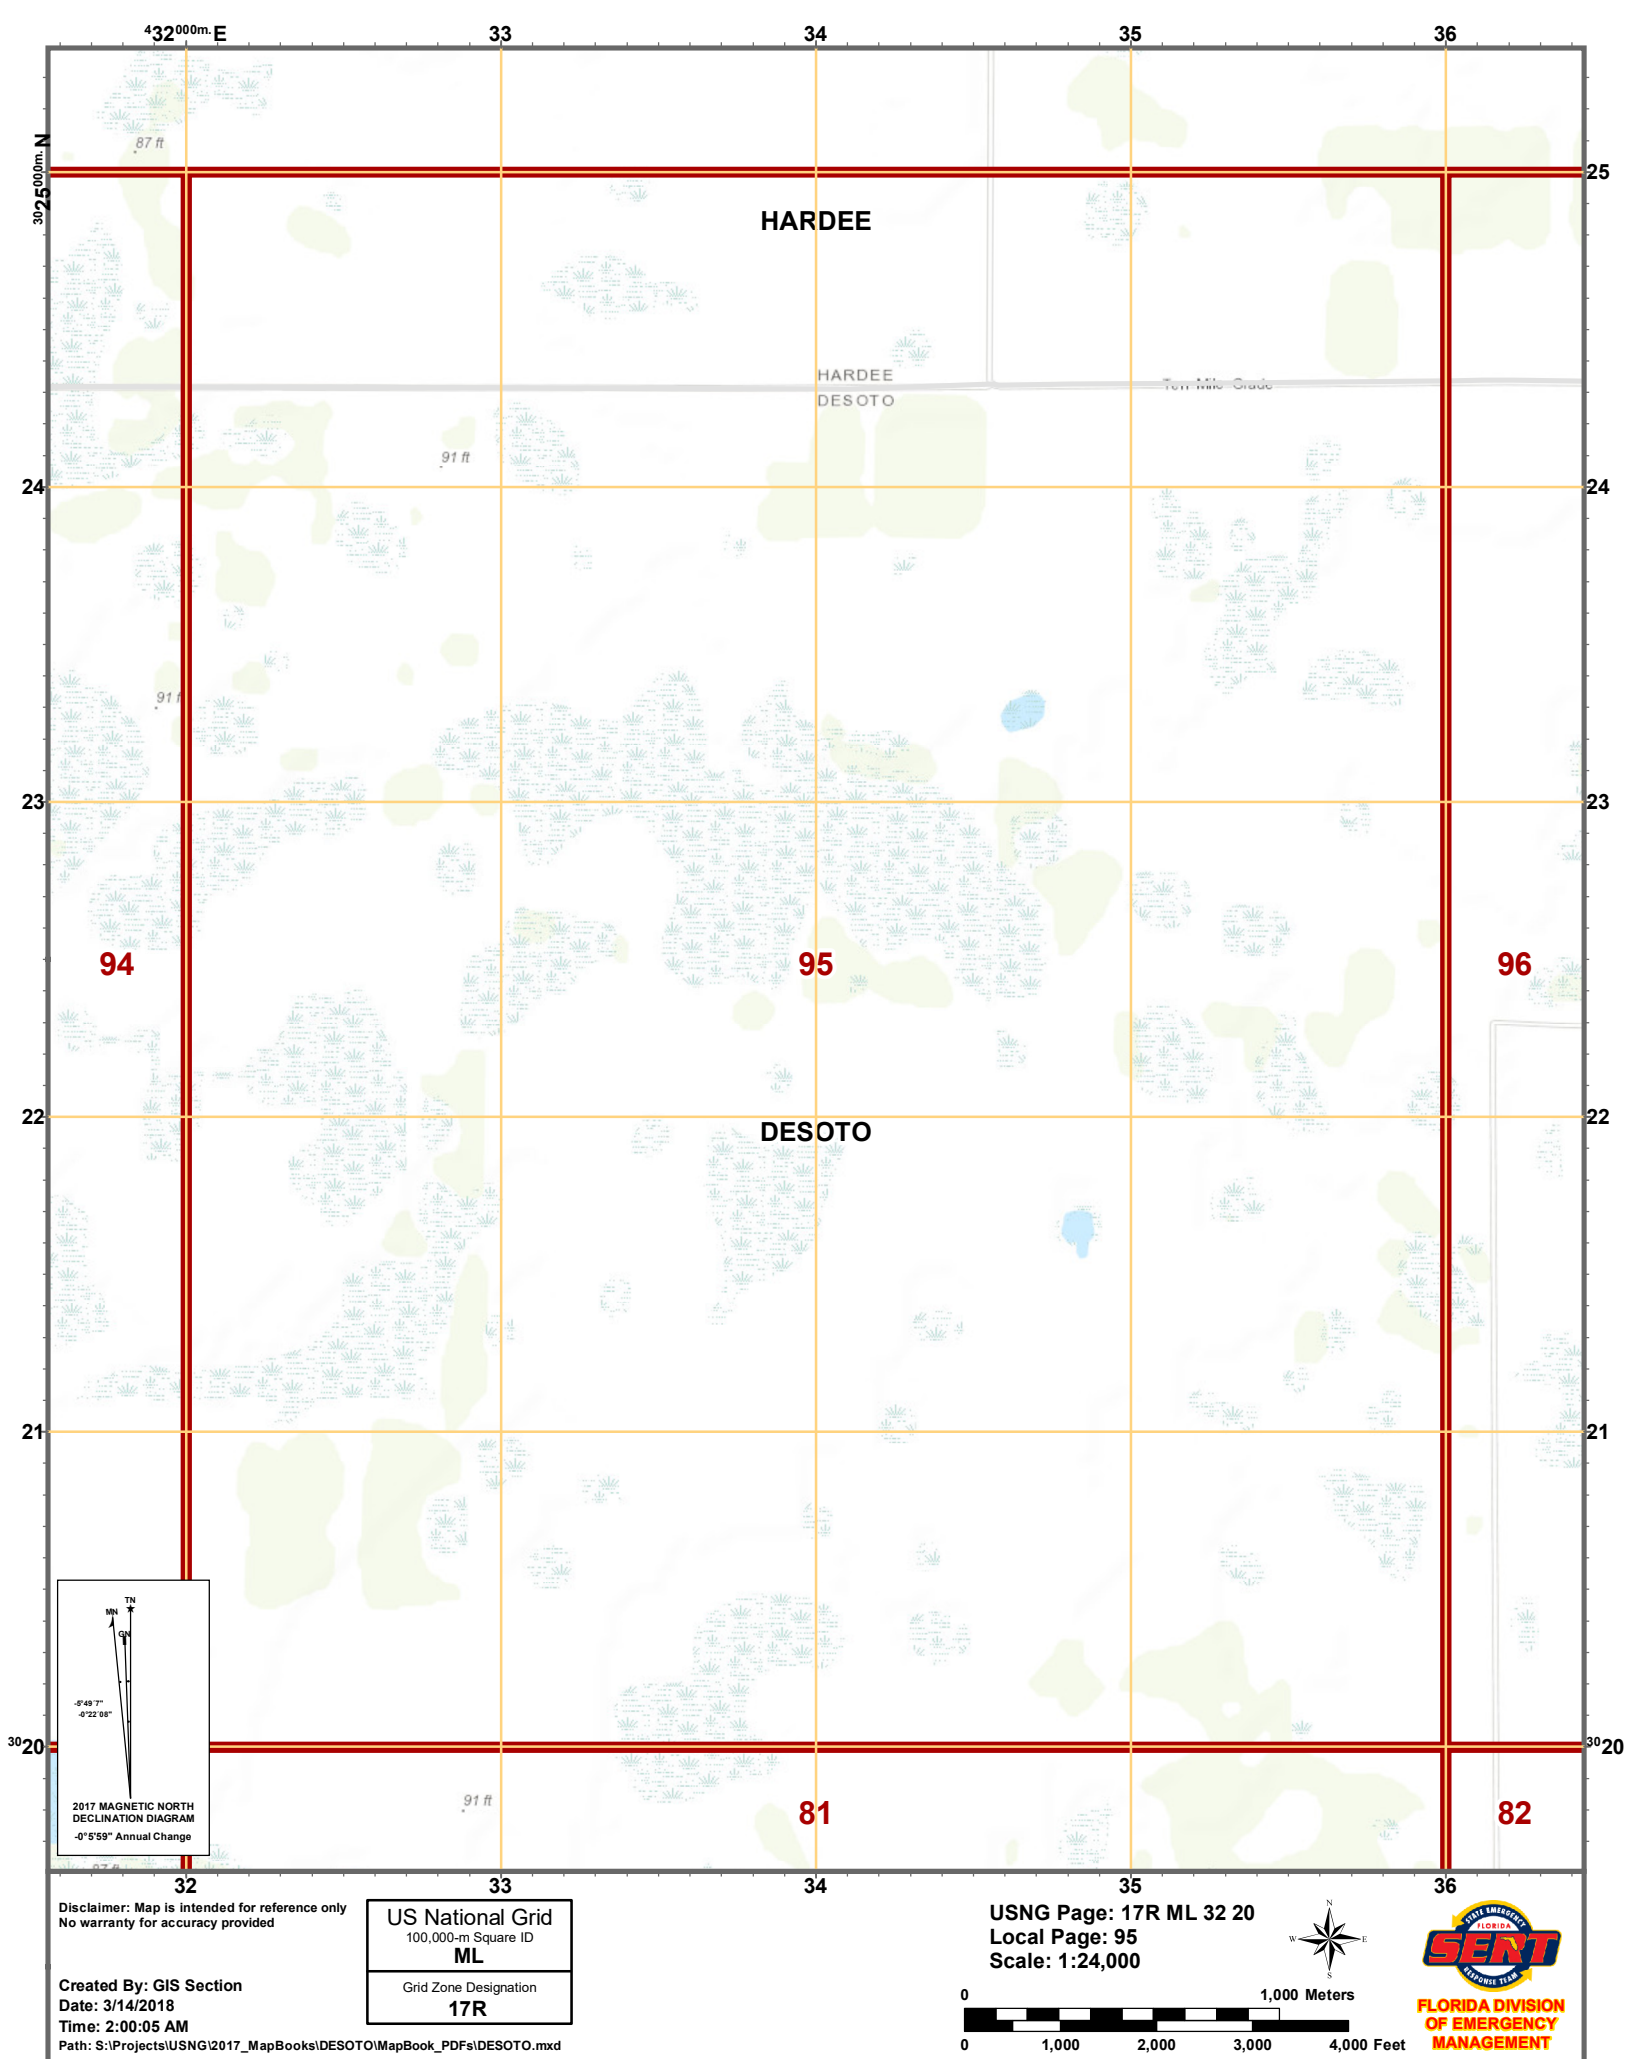 432000m. E 33 34 35 36
3025000m. N
87 ft
25
HARDEE
HARDEE
DESOTO
Ten Mile Grade
91 ft
24 24
91 f
23 23
94 95 96
22 22
DESOTO
21 21
TN
MN
GN
-5°49'7"
-0°22'08"
2017 MAGNETIC NORTH
DECLINATION DIAGRAM
-0°5'59" Annual Change
3020 3020
91 ft
81 82
87 ft
32 33 34 35 36
Disclaimer: Map is intended for reference only
No warranty for accuracy provided
Created By: GIS Section
Date: 3/14/2018
Time: 2:00:05 AM
Path: S:\Projects\USNG\2017_MapBooks\DESOTO\MapBook_PDFs\DESOTO.mxd
US National Grid
100,000-m Square ID
ML
Grid Zone Designation
17R
USNG Page: 17R ML 32 20
Local Page: 95
Scale: 1:24,000
N
W E
S
0 1,000 Meters
0 1,000 2,000 3,000 4,000 Feet
STATE EMERGENCY
FLORIDA
SERT
RESPONSE TEAM
FLORIDA DIVISION
OF EMERGENCY
MANAGEMENT